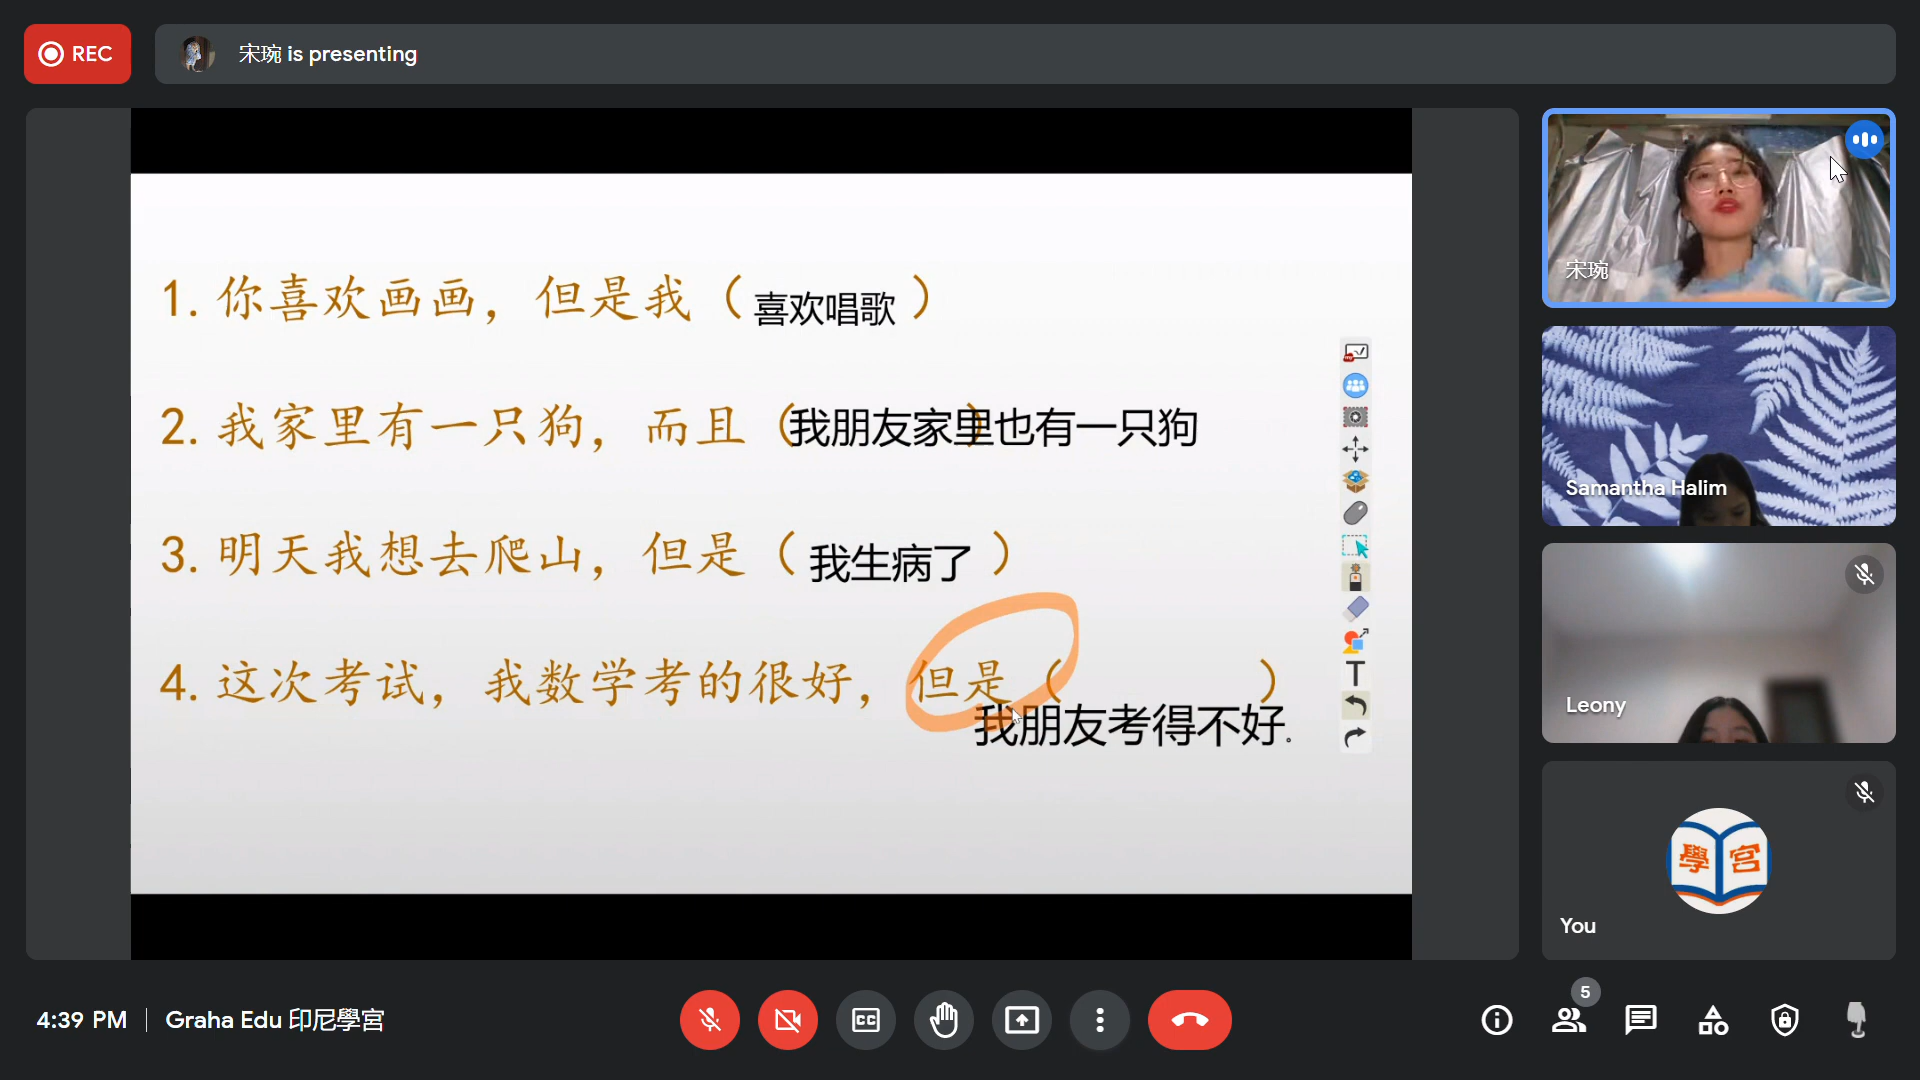 REC
宋琬 is presenting
1. 你喜欢画画，但是我（喜欢唱歌）
2. 我家里有一只狗，而且（我朋友家里也有一只狗）
3. 明天我想去爬山，但是（我生病了）
4. 这次考试，我数学考的很好，但是（ ）
我朋友考得不好。
T
宋琬
Samantha Halim
Leony
學宮
You
4:39 PM
Graha Edu 印尼學宮
CC
5